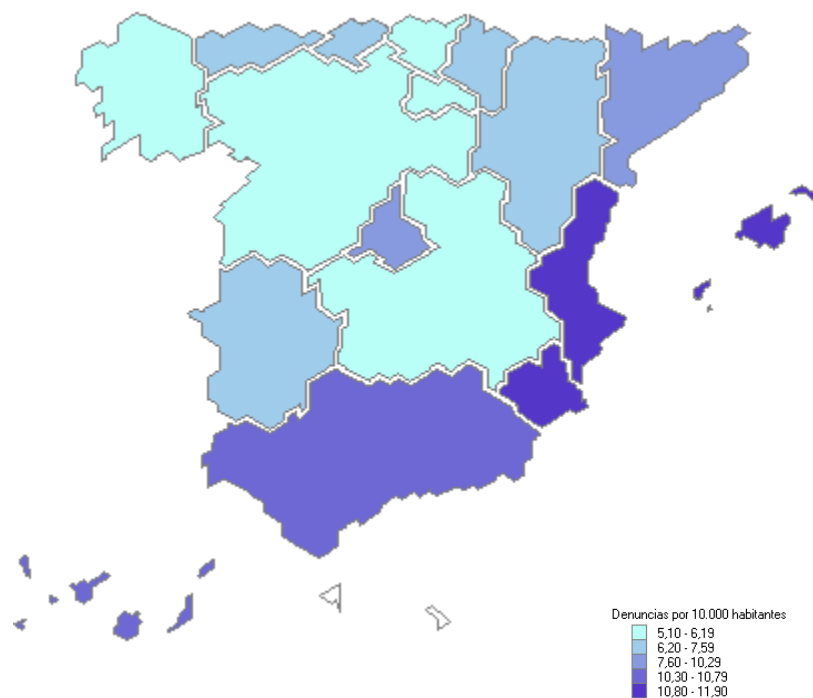 Denuncias por 10.000 habitantes
5,10 - 6,19
6,20 - 7,59
7,60 - 10,29
10,30 - 10,79
10,80 - 11,90